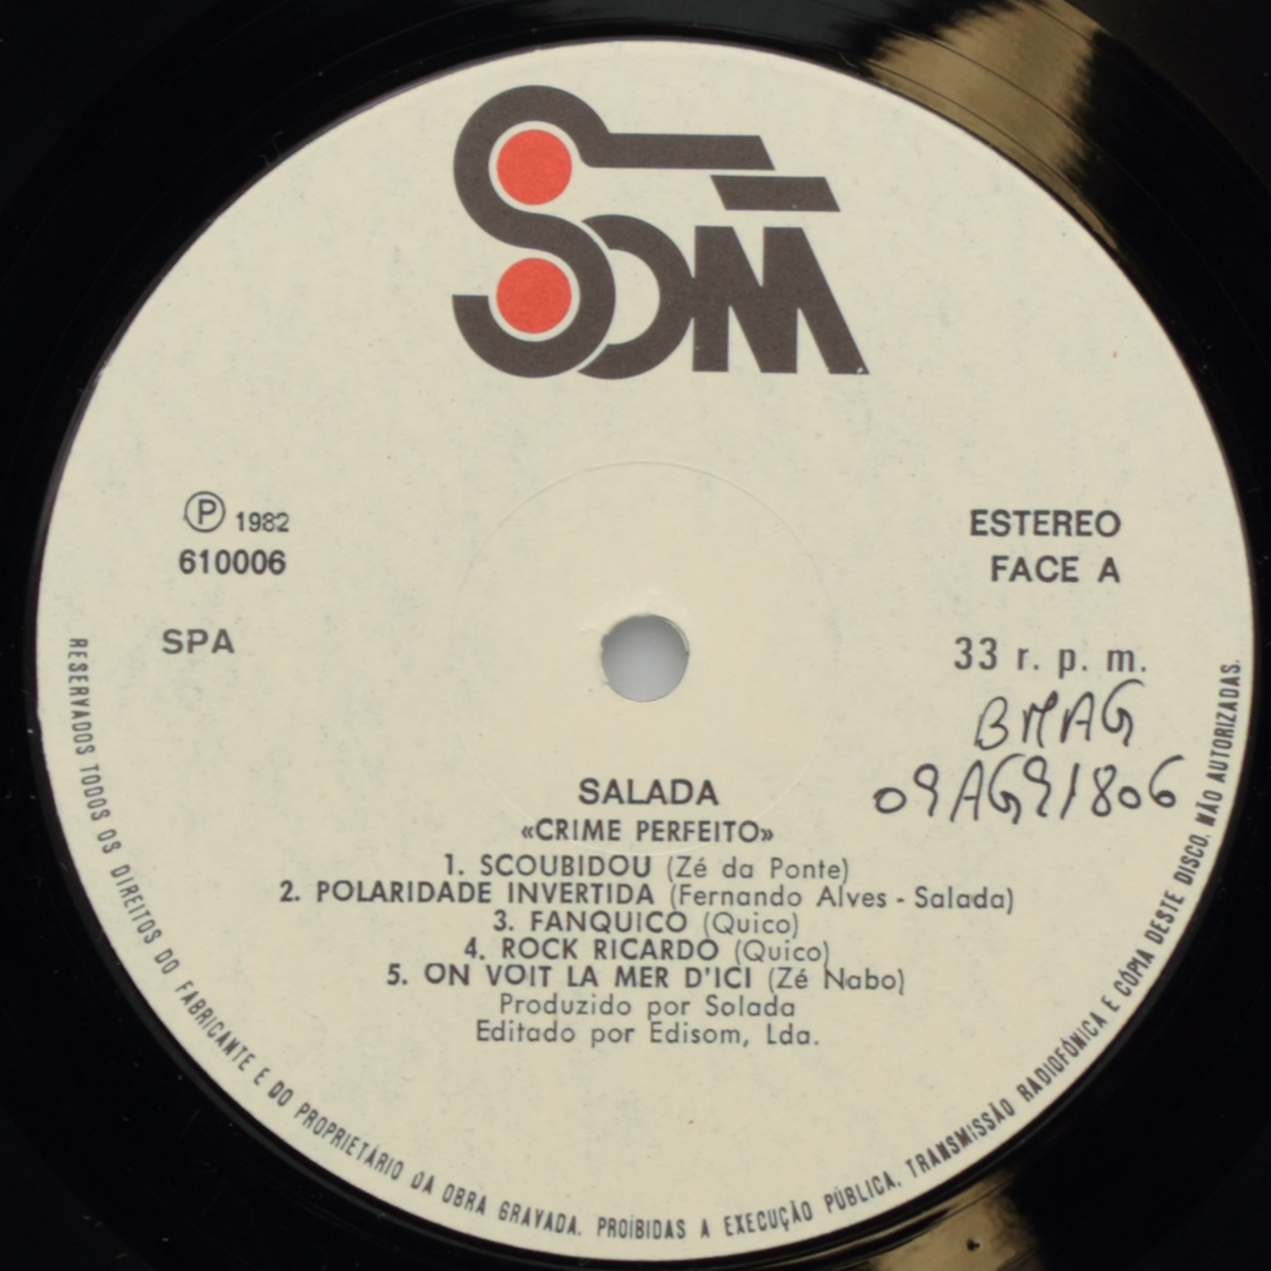 SOM
Ⓟ 1982
610006
SPA
ESTEREO
FACE A
33 r. p. m.
BMAG
09AG91806
SALADA
«CRIME PERFEITO»
1. SCOUBIDOU (Zé da Ponte)
2. POLARIDADE INVERTIDA (Fernando Alves - Salada)
3. FANQUICO (Quico)
4. ROCK RICARDO (Quico)
5. ON VOIT LA MER D'ICI (Zé Nabo)
Produzido por Solada
Editado por Edisom, Lda.
RESERVADOS TODOS OS DIREITOS DO FABRICANTE E DO PROPRIETÁRIO DA OBRA GRAVADA. PROÍBIDAS A EXECUÇÃO PÚBLICA, TRANSMISSÃO RADIOFÓNICA E CÓPIA DESTE DISCO. NÃO AUTORIZADAS.